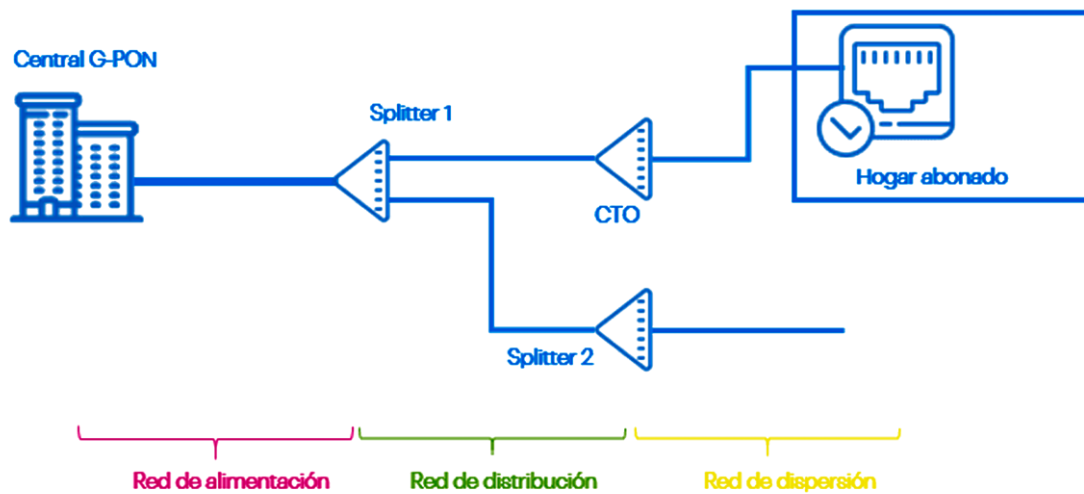 Central G-PON
Splitter 1
CTO
Hogar abonado
Splitter 2
Red de alimentación
Red de distribución
Red de dispersión